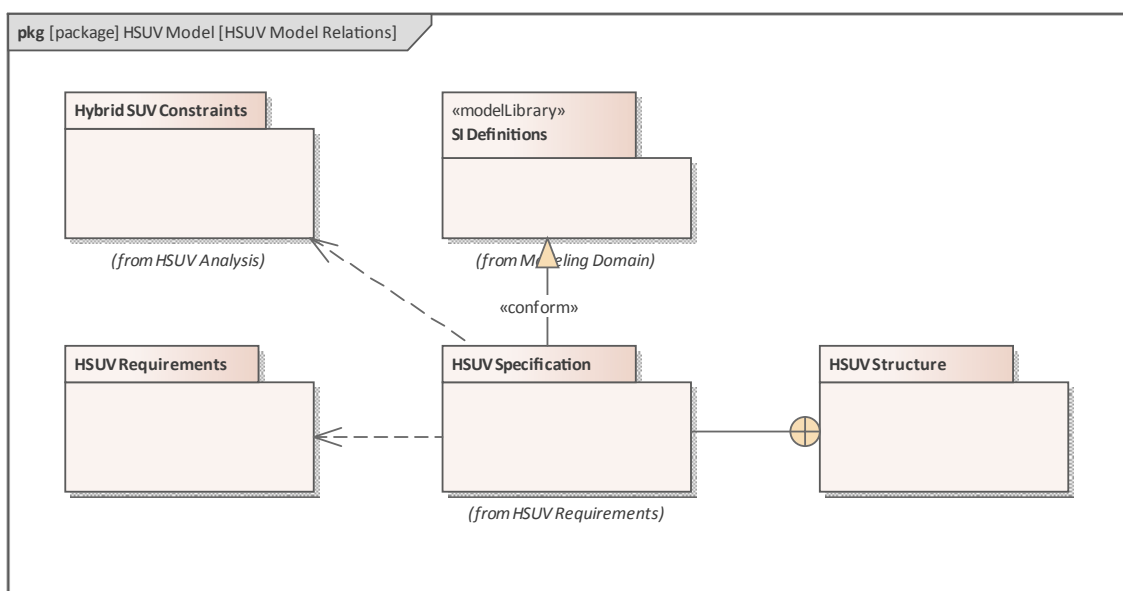 pkg [package] HSUV Model [HSUV Model Relations]
Hybrid SUV Constraints
«modelLibrary»
SI Definitions
(from HSUV Analysis)
(from Modeling Domain)
«conform»
HSUV Requirements
HSUV Specification
HSUV Structure
(from HSUV Requirements)